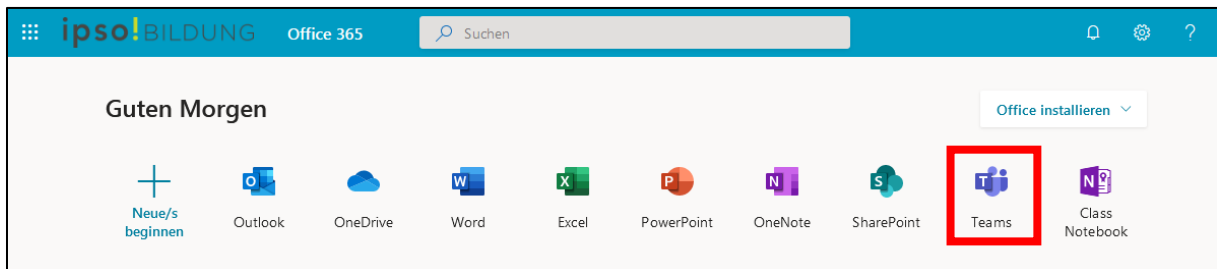 ipso!BILDUNG Office 365 Suchen ?
Guten Morgen
Office installieren
Neue/s beginnen
Outlook
OneDrive
Word
Excel
PowerPoint
OneNote
SharePoint
Teams
Class Notebook